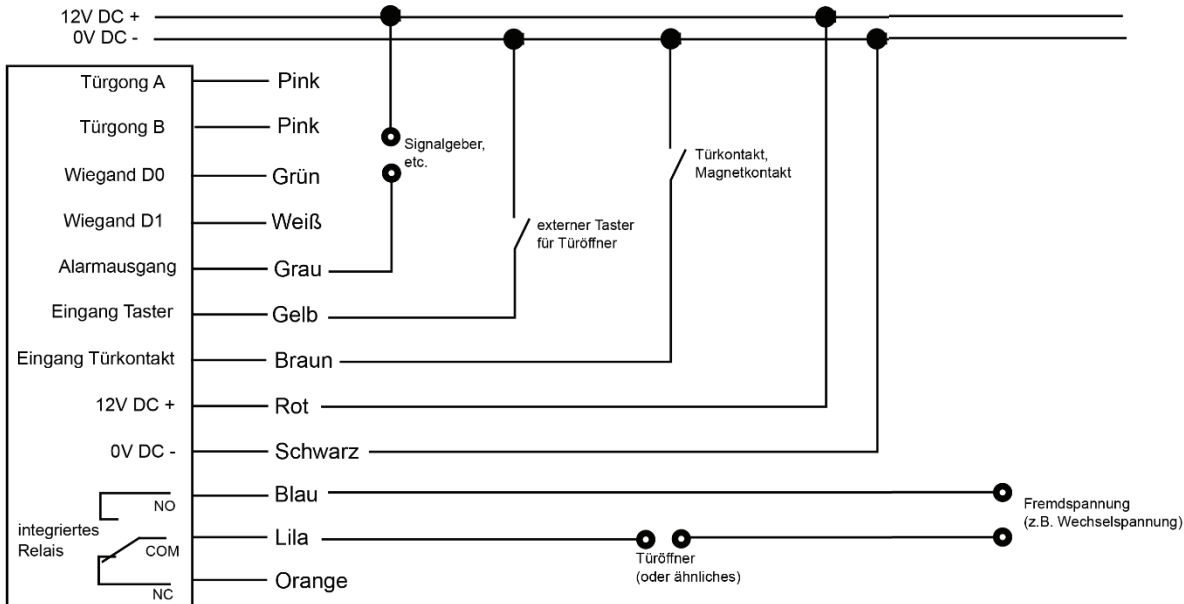 12V DC +
0V DC -
Türgong A
Pink
Türgong B
Pink
Signalgeber,
etc.
Türkontakt,
Magnetkontakt
Wiegand D0
Grün
Wiegand D1
Weiß
externer Taster
für Türöffner
Alarmausgang
Grau
Eingang Taster
Gelb
Eingang Türkontakt
Braun
12V DC +
Rot
0V DC -
Schwarz
NO
Blau
Fremdspannung
(z.B. Wechselspannung)
integriertes
Relais
COM
Lila
Türöffner
(oder ähnliches)
NC
Orange